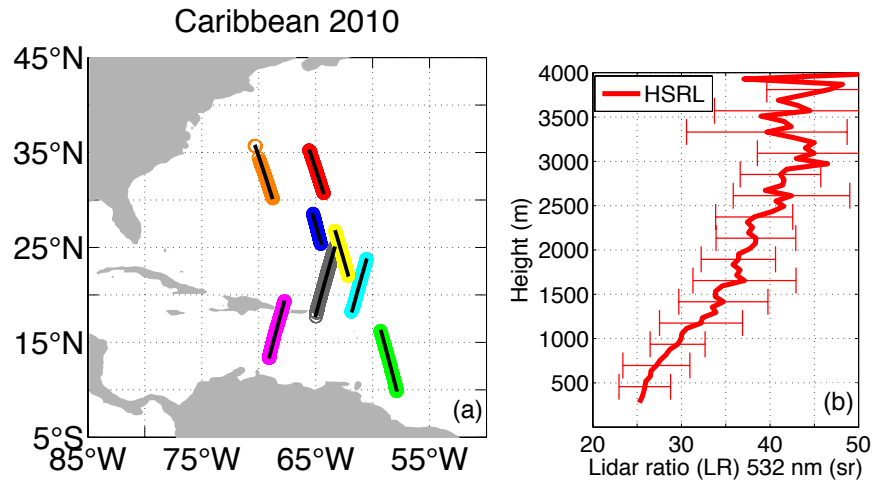 Caribbean 2010
45°N
35°N
25°N
15°N
5°S
85°W
75°W
65°W
55°W
(a)
4000
3500
3000
2500
2000
1500
1000
500
Height (m)
HSRL
(b)
20
30
40
50
Lidar ratio (LR) 532 nm (sr)